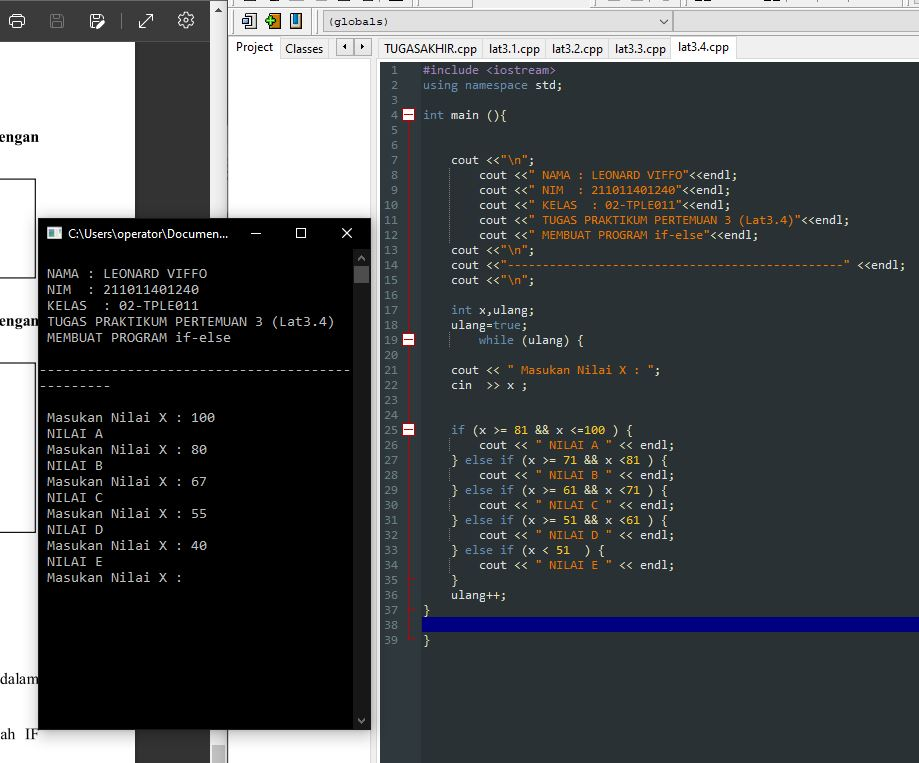 (globals)
Project Classes
TUGASAKHIR.cpp lat3.1.cpp lat3.2.cpp lat3.3.cpp lat3.4.cpp
engan
engan
dalam
ah IF
C:\Users\operator\Documen...
NAMA : LEONARD VIFFO
NIM  : 211011401240
KELAS  : 02-TPLE011
TUGAS PRAKTIKUM PERTEMUAN 3 (Lat3.4)
MEMBUAT PROGRAM if-else
---------------------------------------
---------
Masukan Nilai X : 100
NILAI A
Masukan Nilai X : 80
NILAI B
Masukan Nilai X : 67
NILAI C
Masukan Nilai X : 55
NILAI D
Masukan Nilai X : 40
NILAI E
Masukan Nilai X :
1 #include <iostream>
2 using namespace std;
3
4 int main (){
5
6
7 cout <<"\n";
8 cout <<" NAMA : LEONARD VIFFO"<<endl;
9 cout <<" NIM  : 211011401240"<<endl;
10 cout <<" KELAS  : 02-TPLE011"<<endl;
11 cout <<" TUGAS PRAKTIKUM PERTEMUAN 3 (Lat3.4)"<<endl;
12 cout <<" MEMBUAT PROGRAM if-else"<<endl;
13 cout <<"\n";
14 cout <<"------------------------------------------------" <<endl;
15 cout <<"\n";
16
17 int x,ulang;
18 ulang=true;
19 while (ulang) {
20
21 cout << " Masukan Nilai X : ";
22 cin  >> x ;
23
24
25 if (x >= 81 && x <=100 ) {
26 cout << " NILAI A " << endl;
27 } else if (x >= 71 && x <81 ) {
28 cout << " NILAI B " << endl;
29 } else if (x >= 61 && x <71 ) {
30 cout << " NILAI C " << endl;
31 } else if (x >= 51 && x <61 ) {
32 cout << " NILAI D " << endl;
33 } else if (x < 51  ) {
34 cout << " NILAI E " << endl;
35 }
36 ulang++;
37 }
38
39 }